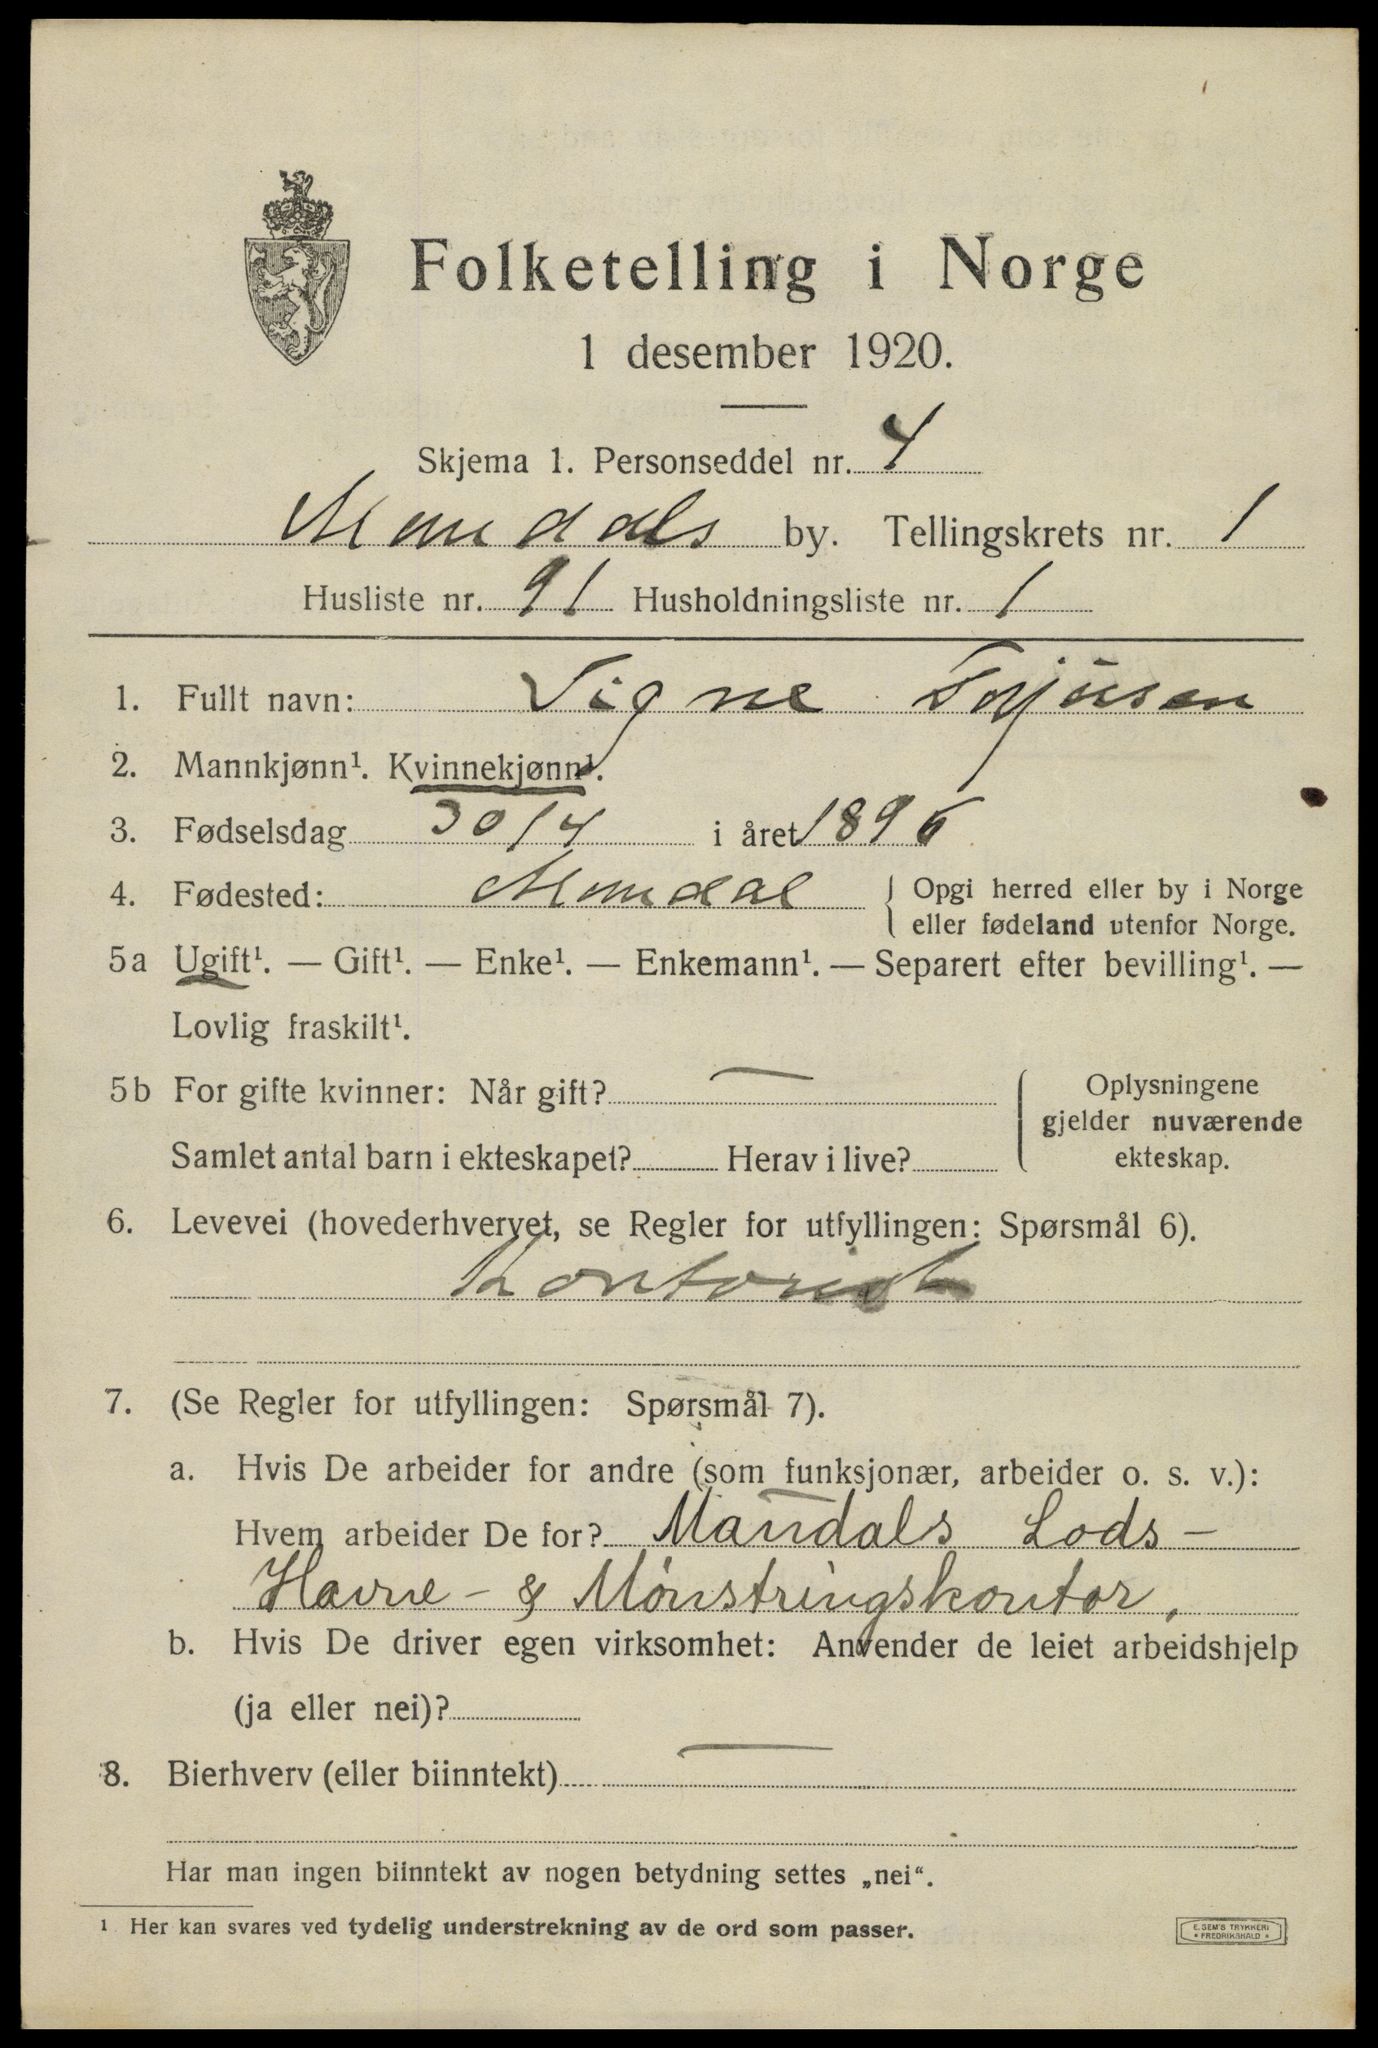 Folketelling i Norge
1 desember 1920.
Skjema 1. Personseddel nr. 4
Mandals by. Tellingskrets nr. 1
Husliste nr. 91 Husholdningsliste nr. 1
1. Fullt navn: Signe Torjüsen
2. Mannkjønn¹. Kvinnekjønn¹.
3. Fødselsdag 30/4 i året 1896
4. Fødested: Mandal { Opgi herred eller by i Norge
eller fødeland utenfor Norge.
5a Ugift¹. — Gift¹. — Enke¹. — Enkemann¹. — Separert efter bevilling¹. —
Lovlig fraskilt¹.
5b For gifte kvinner: Når gift? — { Oplysningene
gjelder nuværende
ekteskap.
Samlet antal barn i ekteskapet? Herav i live?
6. Levevei (hovederhvervet, se Regler for utfyllingen: Spørsmål 6).
Kontorist
7. (Se Regler for utfyllingen: Spørsmål 7).
a. Hvis De arbeider for andre (som funksjonær, arbeider o. s. v.):
Hvem arbeider De for? Mandals Lods-
Havne- & Mønstringskontor.
b. Hvis De driver egen virksomhet: Anvender de leiet arbeidshjelp
(ja eller nei)?
8. Bierhverv (eller biinntekt) —
Har man ingen biinntekt av nogen betydning settes „nei“.
¹ Her kan svares ved tydelig understrekning av de ord som passer.
E. SEM'S TRYKKERI
* FREDRIKSHALD *